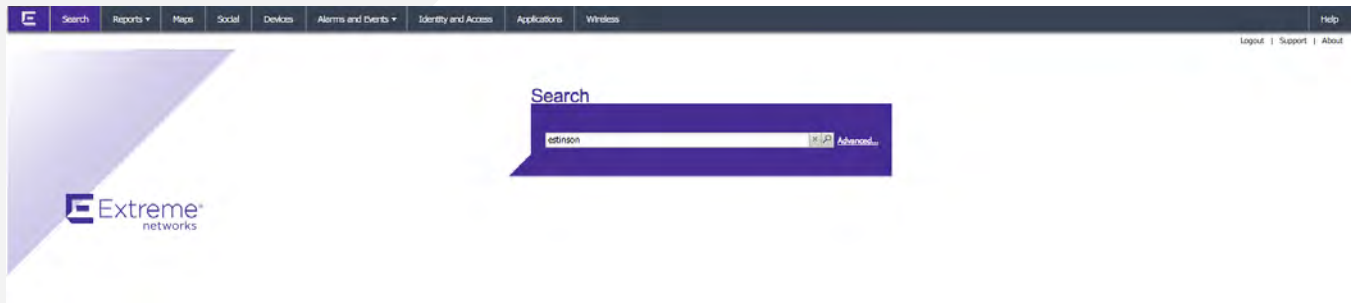 Search Reports Maps Social Devices Alarms and Events Identity and Access Applications Wireless Help
Logout | Support | About
Search
estinson Advanced...
Extreme
networks